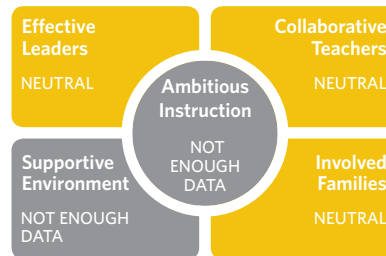 Effective
Leaders
NEUTRAL
Collaborative
Teachers
NEUTRAL
Ambitious
Instruction
NOT
ENOUGH
DATA
Supportive
Environment
NOT ENOUGH
DATA
Involved
Families
NEUTRAL